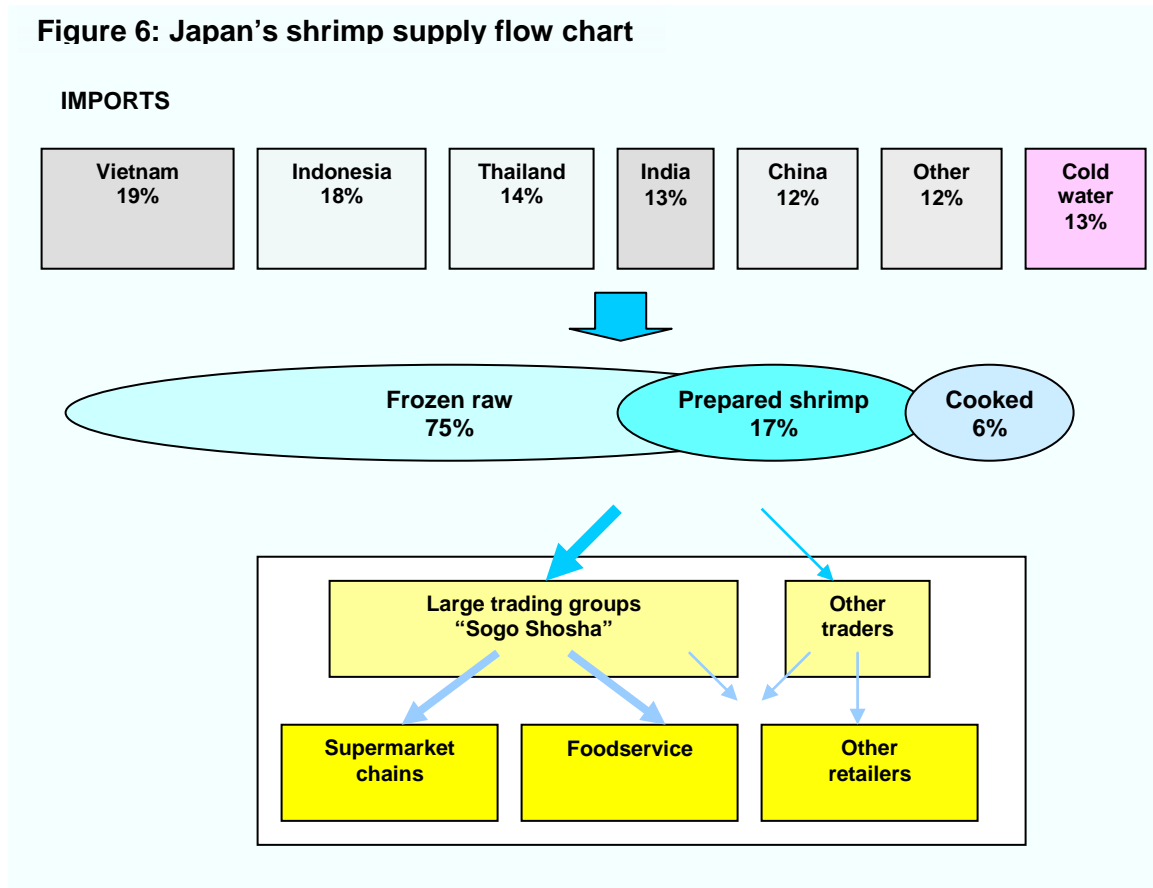 Figure 6: Japan's shrimp supply flow chart
IMPORTS
Vietnam
19%
Indonesia
18%
Thailand
14%
India
13%
China
12%
Other
12%
Cold
water
13%
Frozen raw
75%
Prepared shrimp
17%
Cooked
6%
Large trading groups
“Sogo Shosha”
Other
traders
Supermarket
chains
Foodservice
Other
retailers